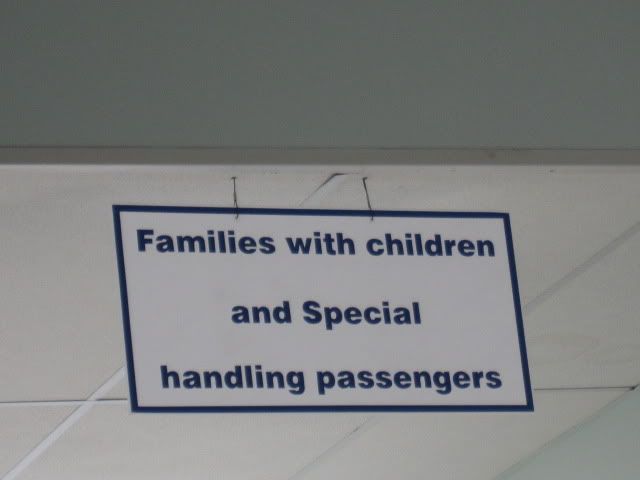 Families with children
and Special
handling passengers